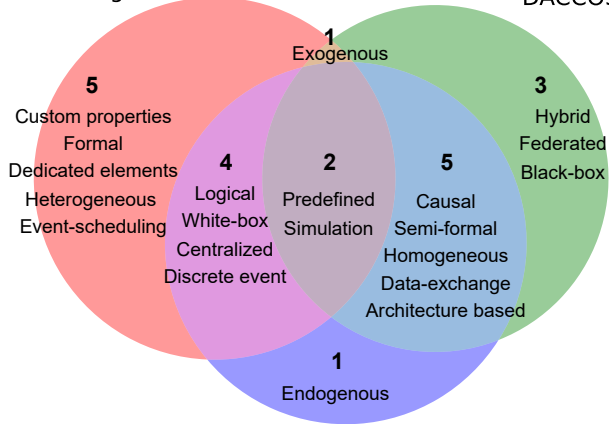 1
Exogenous
5
Custom properties
Formal
Dedicated elements
Heterogeneous
Event-scheduling
4
Logical
White-box
Centralized
Discrete event
2
Predefined
Simulation
5
Causal
Semi-formal
Homogeneous
Data-exchange
Architecture based
3
Hybrid
Federated
Black-box
1
Endogenous